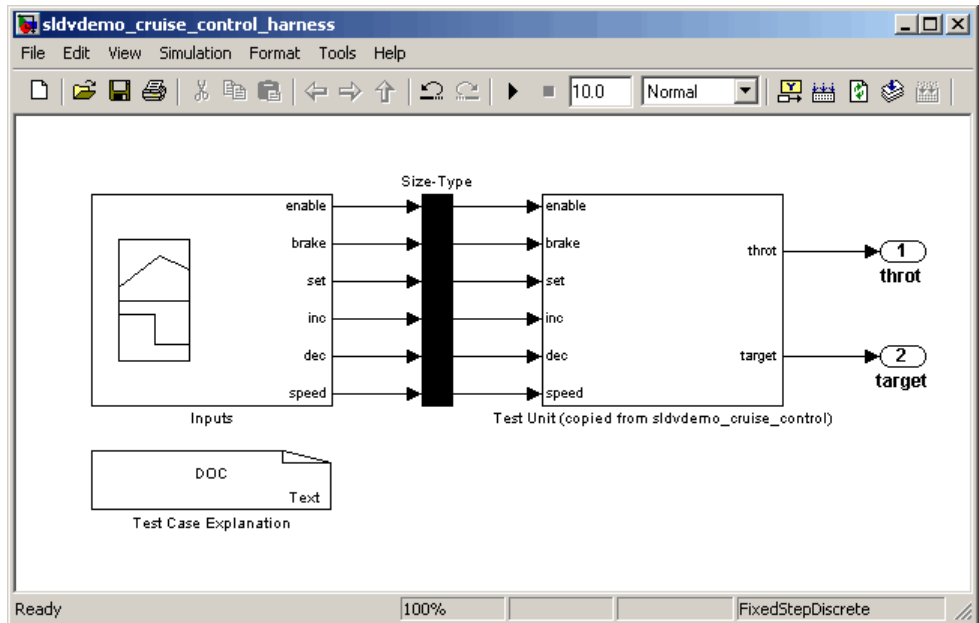 sldvdemo_cruise_control_harness
File Edit View Simulation Format Tools Help
10.0 Normal
Size-Type
enable
brake
set
inc
dec
speed
Inputs
enable
brake
set
inc
dec
speed
throt
target
Test Unit (copied from sldvdemo_cruise_control)
1
throt
2
target
DOC
Text
Test Case Explanation
Ready 100% FixedStepDiscrete